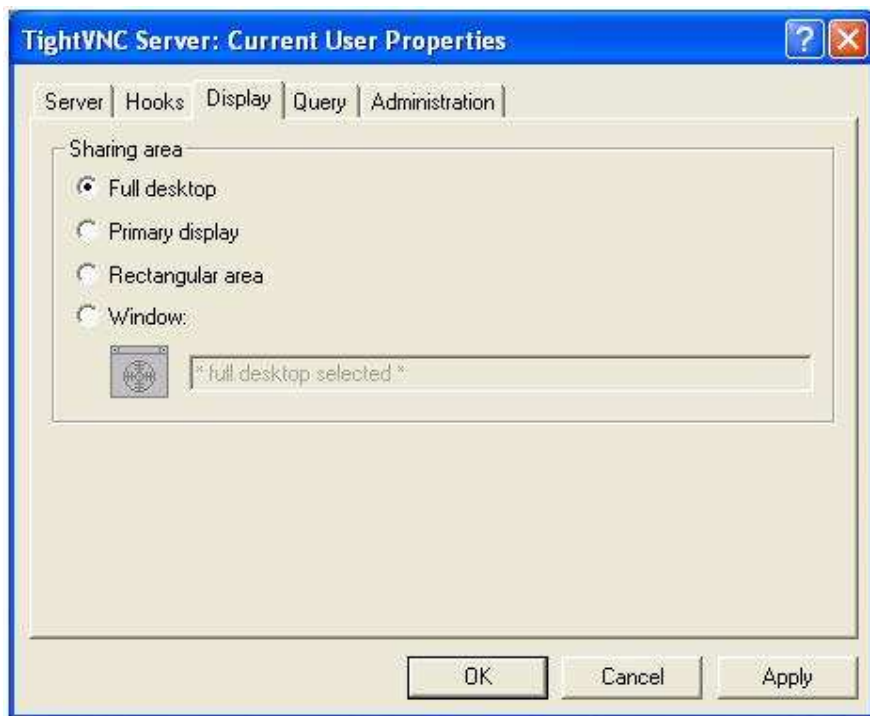 TightVNC Server: Current User Properties
Server Hooks Display Query Administration
Sharing area
Full desktop
Primary display
Rectangular area
Window:
* full desktop selected *
OK Cancel Apply